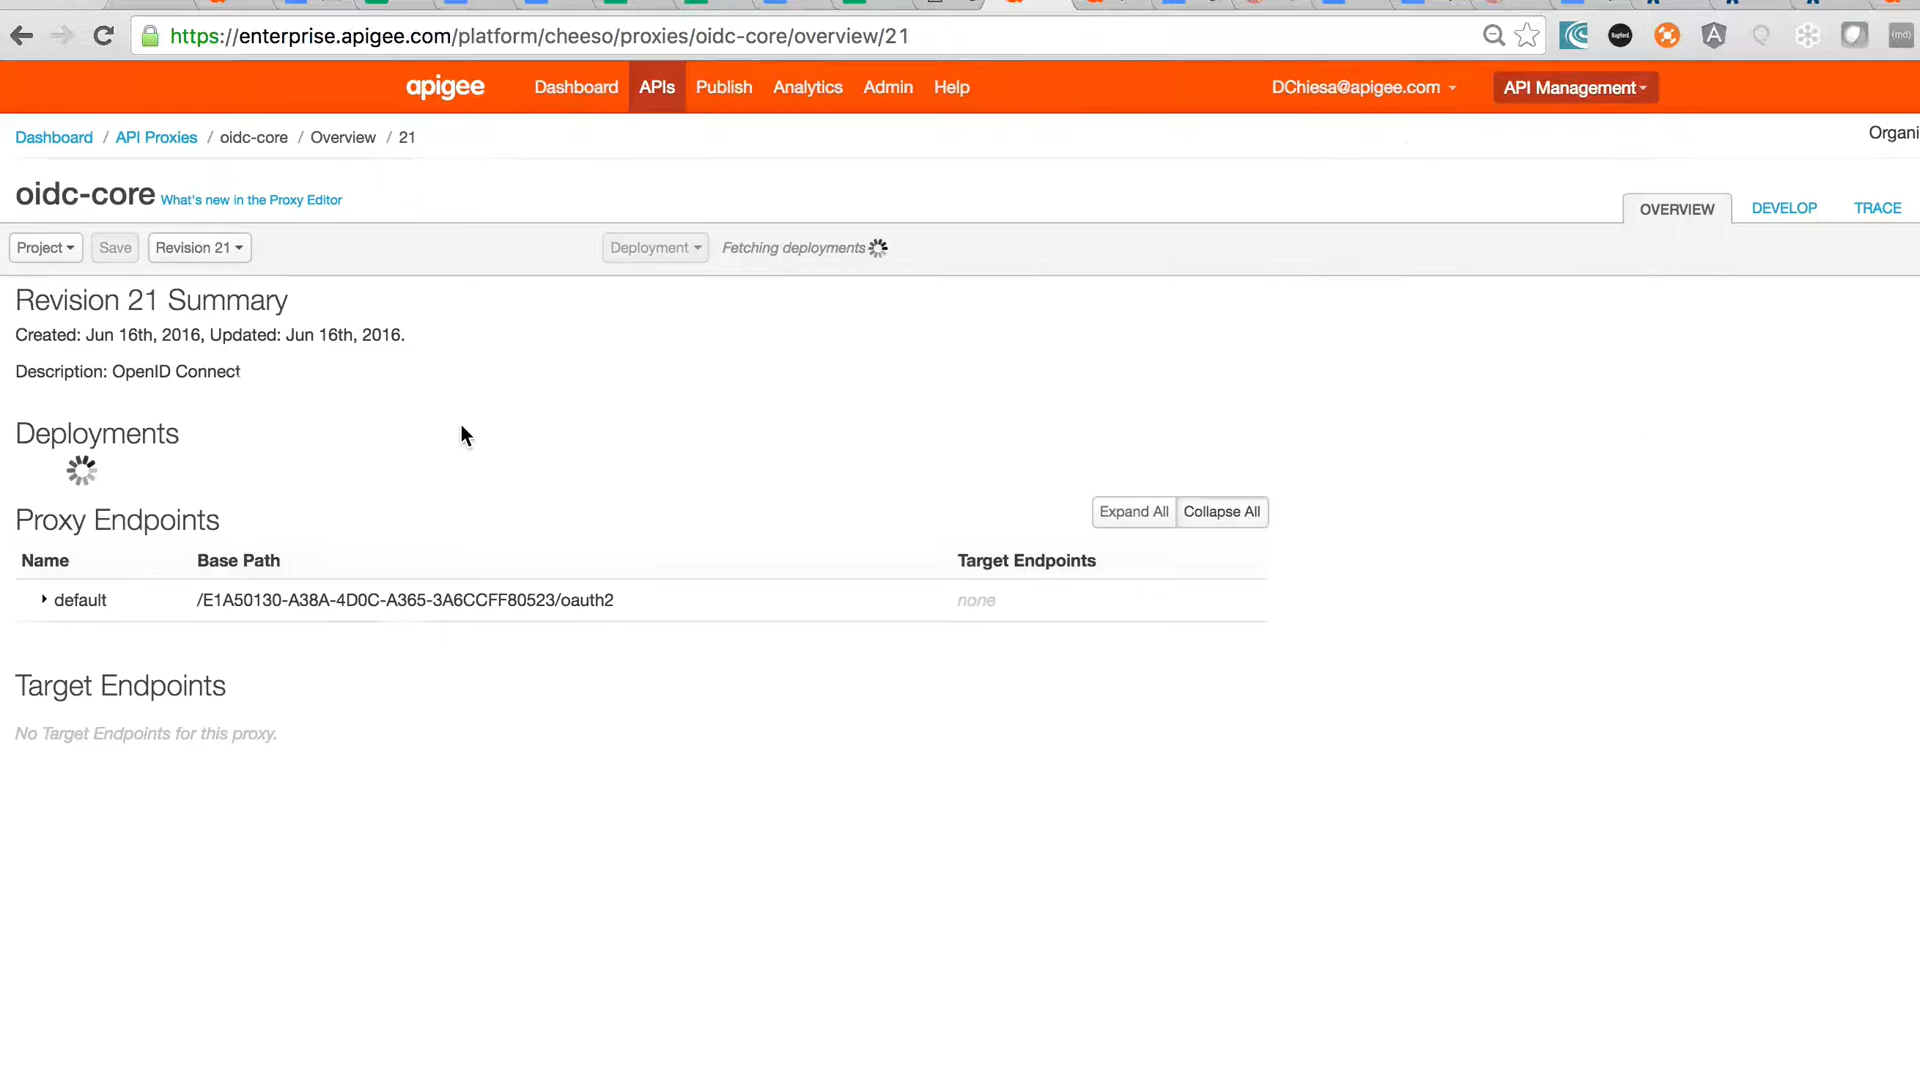 https://enterprise.apigee.com/platform/cheeso/proxies/oidc-core/overview/21
apigee Dashboard APIs Publish Analytics Admin Help DChiesa@apigee.com API Management
Dashboard / API Proxies / oidc-core / Overview / 21 Organi
oidc-core What's new in the Proxy Editor
OVERVIEW DEVELOP TRACE
Project Save Revision 21 Deployment Fetching deployments
Revision 21 Summary
Created: Jun 16th, 2016, Updated: Jun 16th, 2016.
Description: OpenID Connect
Deployments
Proxy Endpoints Expand All Collapse All
Name Base Path Target Endpoints
default /E1A50130-A38A-4D0C-A365-3A6CCFF80523/oauth2 none
Target Endpoints
No Target Endpoints for this proxy.